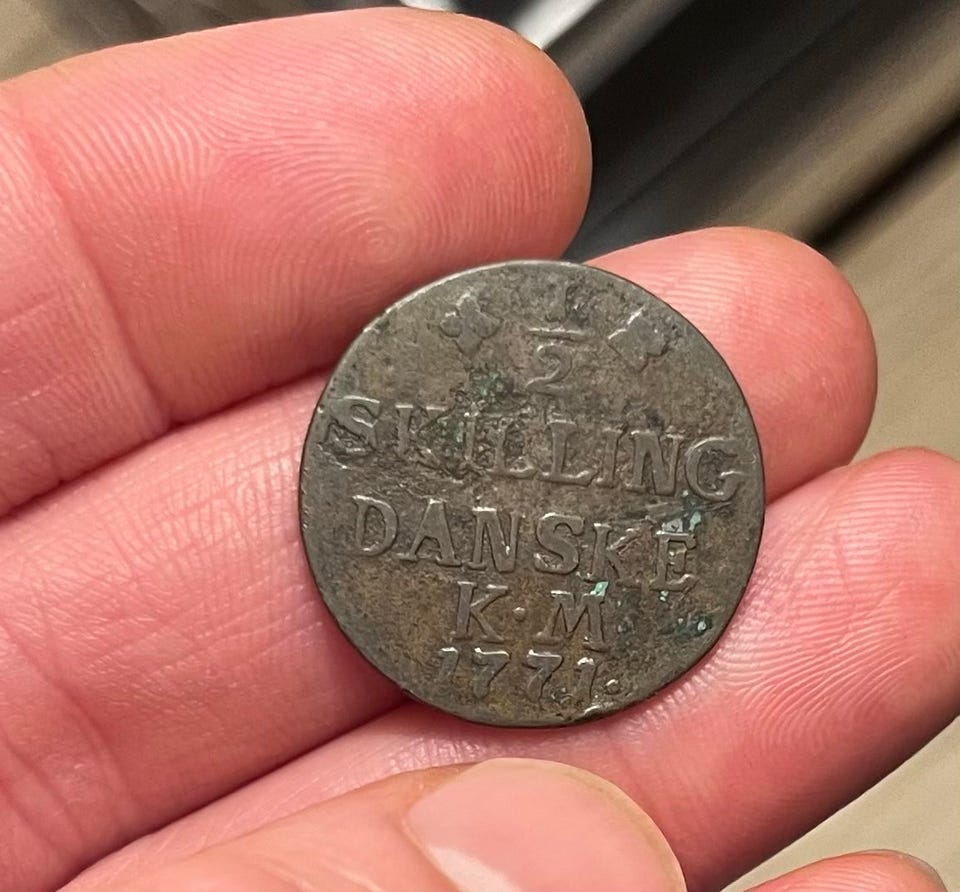 1/2
SKILLING
DANSKE
K·M
1771.